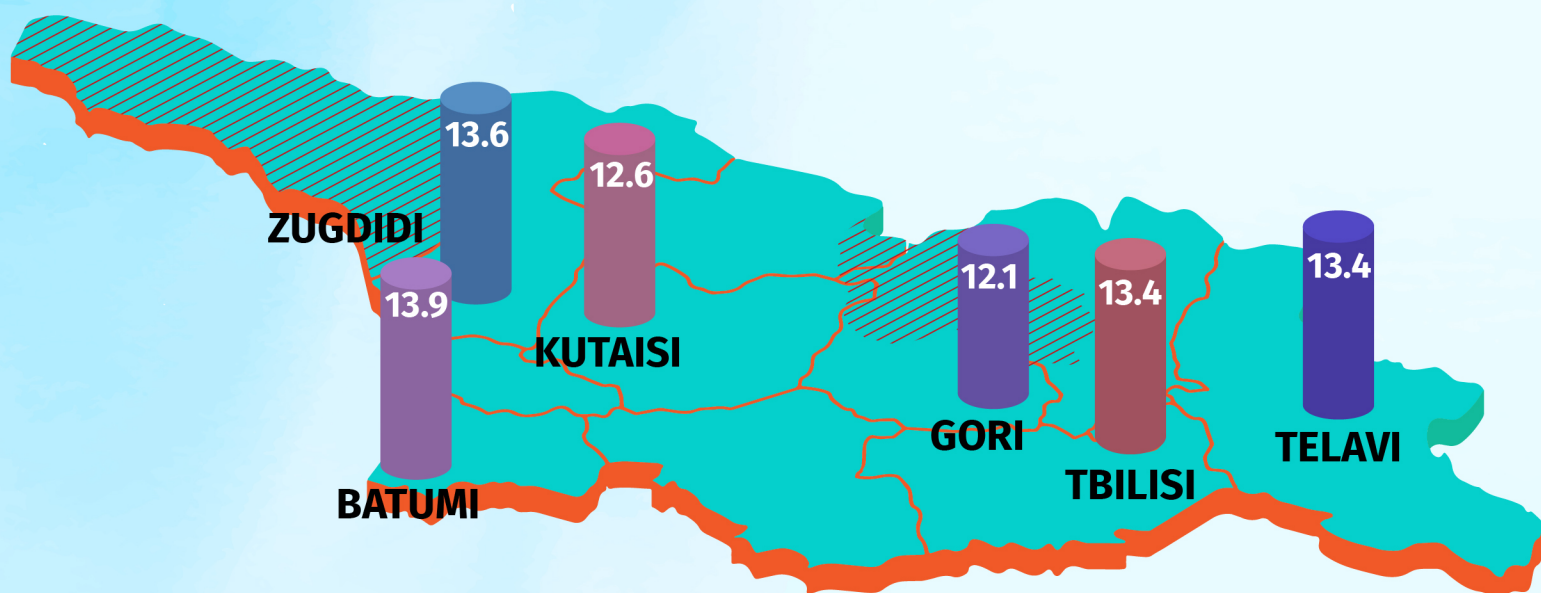 13.6
ZUGDIDI
13.9
BATUMI
12.6
KUTAISI
12.1
GORI
13.4
TBILISI
13.4
TELAVI